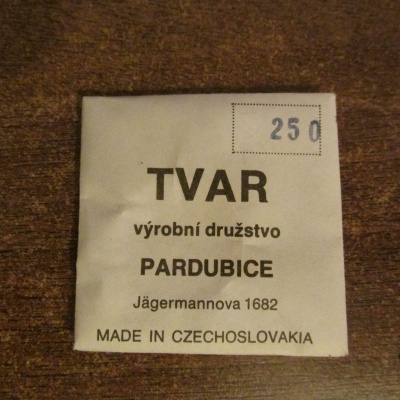 250
TVAR
výrobní družstvo
PARDUBICE
Jägermannova 1682
MADE IN CZECHOSLOVAKIA